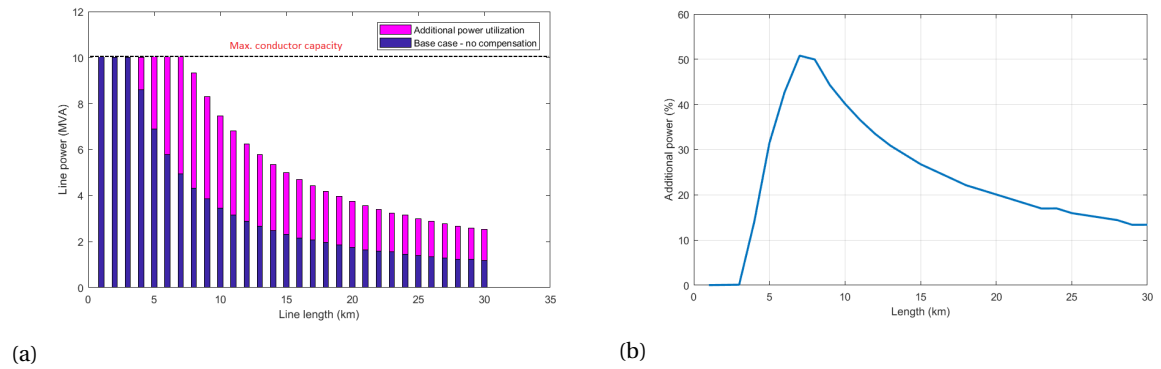 12
10
8
6
4
2
0
Line power (MVA)
Max. conductor capacity
Additional power utilization
Base case - no compensation
0 5 10 15 20 25 30 35
Line length (km)
(a)
60
50
40
30
20
10
0
Additional power (%)
0 5 10 15 20 25 30
Length (km)
(b)